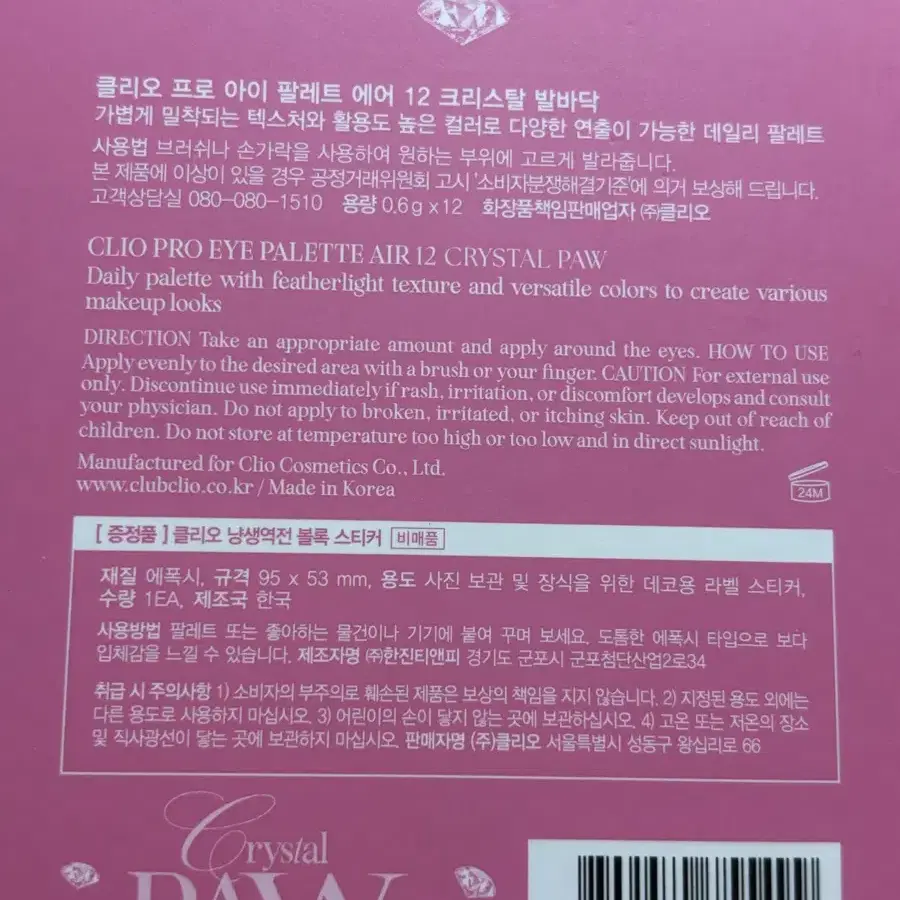 클리오 프로 아이 팔레트 에어 12 크리스탈 발바닥
가볍게 밀착되는 텍스처와 활용도 높은 컬러로 다양한 연출이 가능한 데일리 팔레트
사용법 브러쉬나 손가락을 사용하여 원하는 부위에 고르게 발라줍니다.
본 제품에 이상이 있을 경우 공정거래위원회 고시 '소비자분쟁해결기준'에 의거 보상해 드립니다.
고객상담실 080-080-1510 용량 0.6g x 12 화장품책임판매업자 ㈜클리오
CLIO PRO EYE PALETTE AIR 12 CRYSTAL PAW
Daily palette with featherlight texture and versatile colors to create various
makeup looks
DIRECTION Take an appropriate amount and apply around the eyes. HOW TO USE
Apply evenly to the desired area with a brush or your finger. CAUTION For external use
only. Discontinue use immediately if rash, irritation, or discomfort develops and consult
your physician. Do not apply to broken, irritated, or itching skin. Keep out of reach of
children. Do not store at temperature too high or too low and in direct sunlight.
Manufactured for Clio Cosmetics Co., Ltd.
www.clubclio.co.kr / Made in Korea
24M
[ 증정품 ] 클리오 냥생역전 볼록 스티커 비매품
재질 에폭시, 규격 95 x 53 mm, 용도 사진 보관 및 장식을 위한 데코용 라벨 스티커,
수량 1EA, 제조국 한국
사용방법 팔레트 또는 좋아하는 물건이나 기기에 붙여 꾸며 보세요. 도톰한 에폭시 타입으로 보다
입체감을 느낄 수 있습니다. 제조자명 ㈜한진티앤피 경기도 군포시 군포첨단산업2로34
취급 시 주의사항 1) 소비자의 부주의로 훼손된 제품은 보상의 책임을 지지 않습니다. 2) 지정된 용도 외에는
다른 용도로 사용하지 마십시오. 3) 어린이의 손이 닿지 않는 곳에 보관하십시오. 4) 고온 또는 저온의 장소
및 직사광선이 닿는 곳에 보관하지 마십시오. 판매자명 (주)클리오 서울특별시 성동구 왕십리로 66
Crystal
PAW